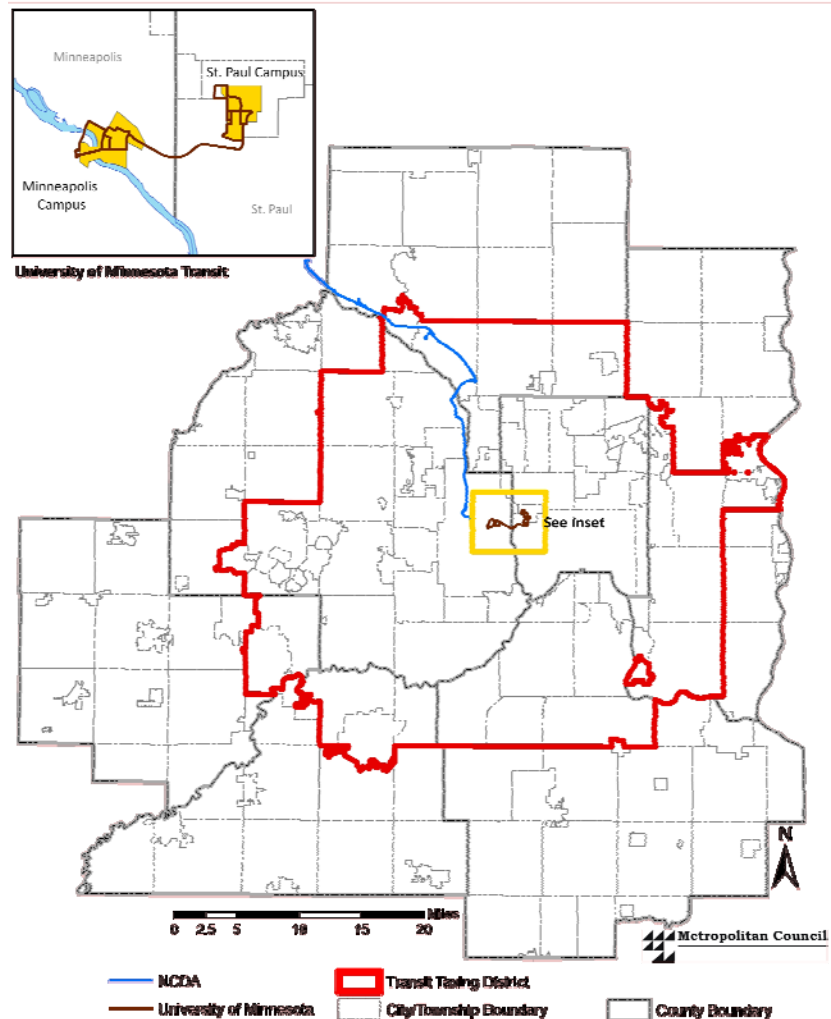 Minneapolis
St. Paul Campus
Minneapolis
Campus
St. Paul
University of Minnesota Transit
See inset
N
Miles
0 2.5 5 10 15 20
Metropolitan Council
NCDA
Transit Taxing District
University of Minnesota
City/Township Boundary
County Boundary